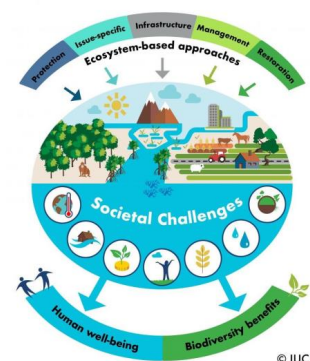 Protection
Issue-specific
Infrastructure
Management
Restoration
Ecosystem-based approaches
Societal Challenges
Human well-being
Biodiversity benefits
© IUC